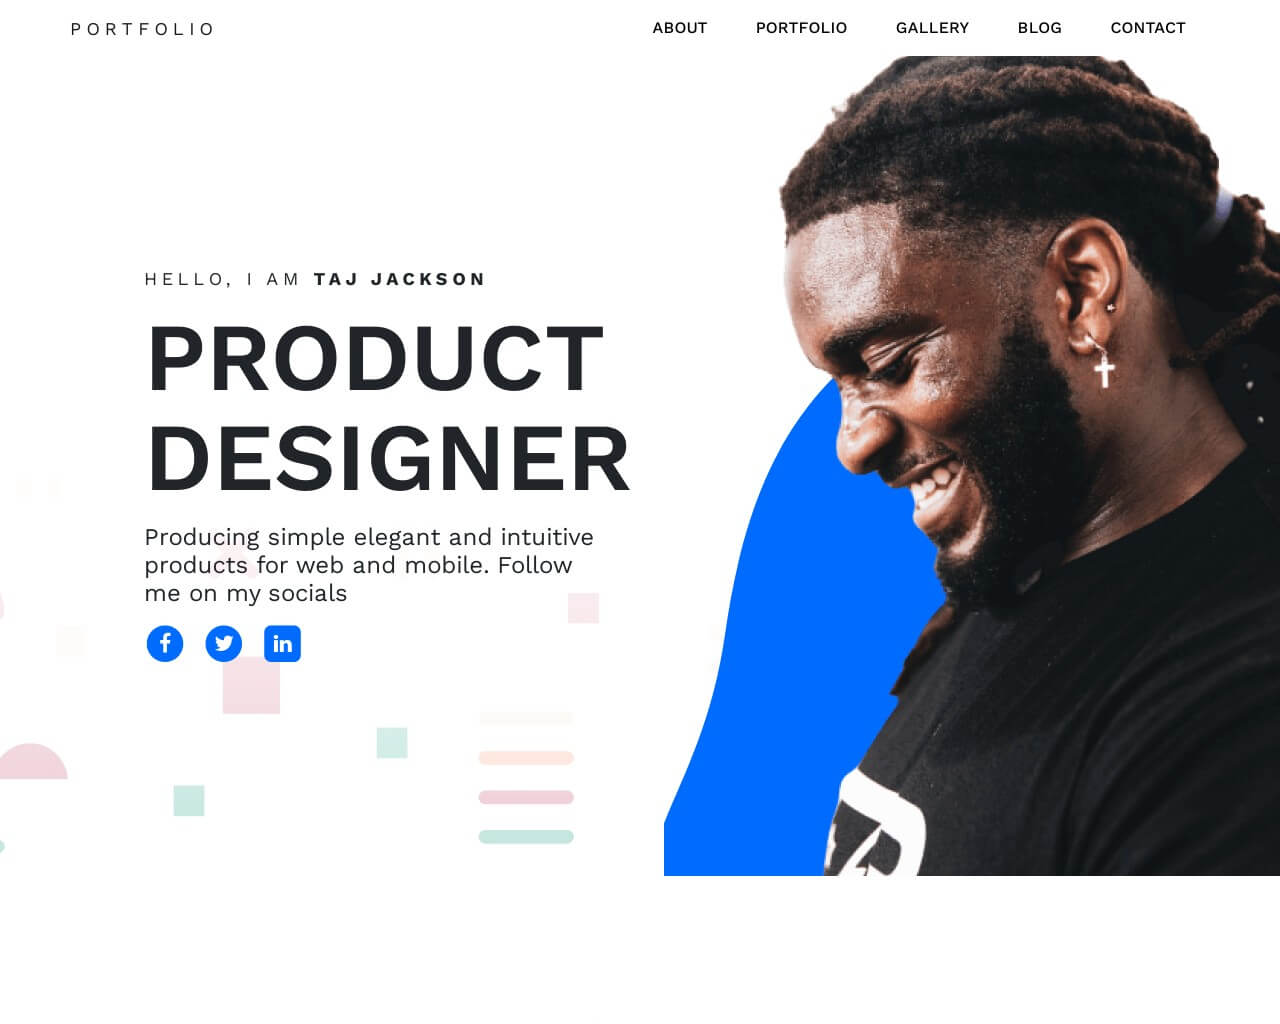 PORTFOLIO
ABOUT PORTFOLIO GALLERY BLOG CONTACT
HELLO, I AM TAJ JACKSON
PRODUCT
DESIGNER
Producing simple elegant and intuitive
products for web and mobile. Follow
me on my socials